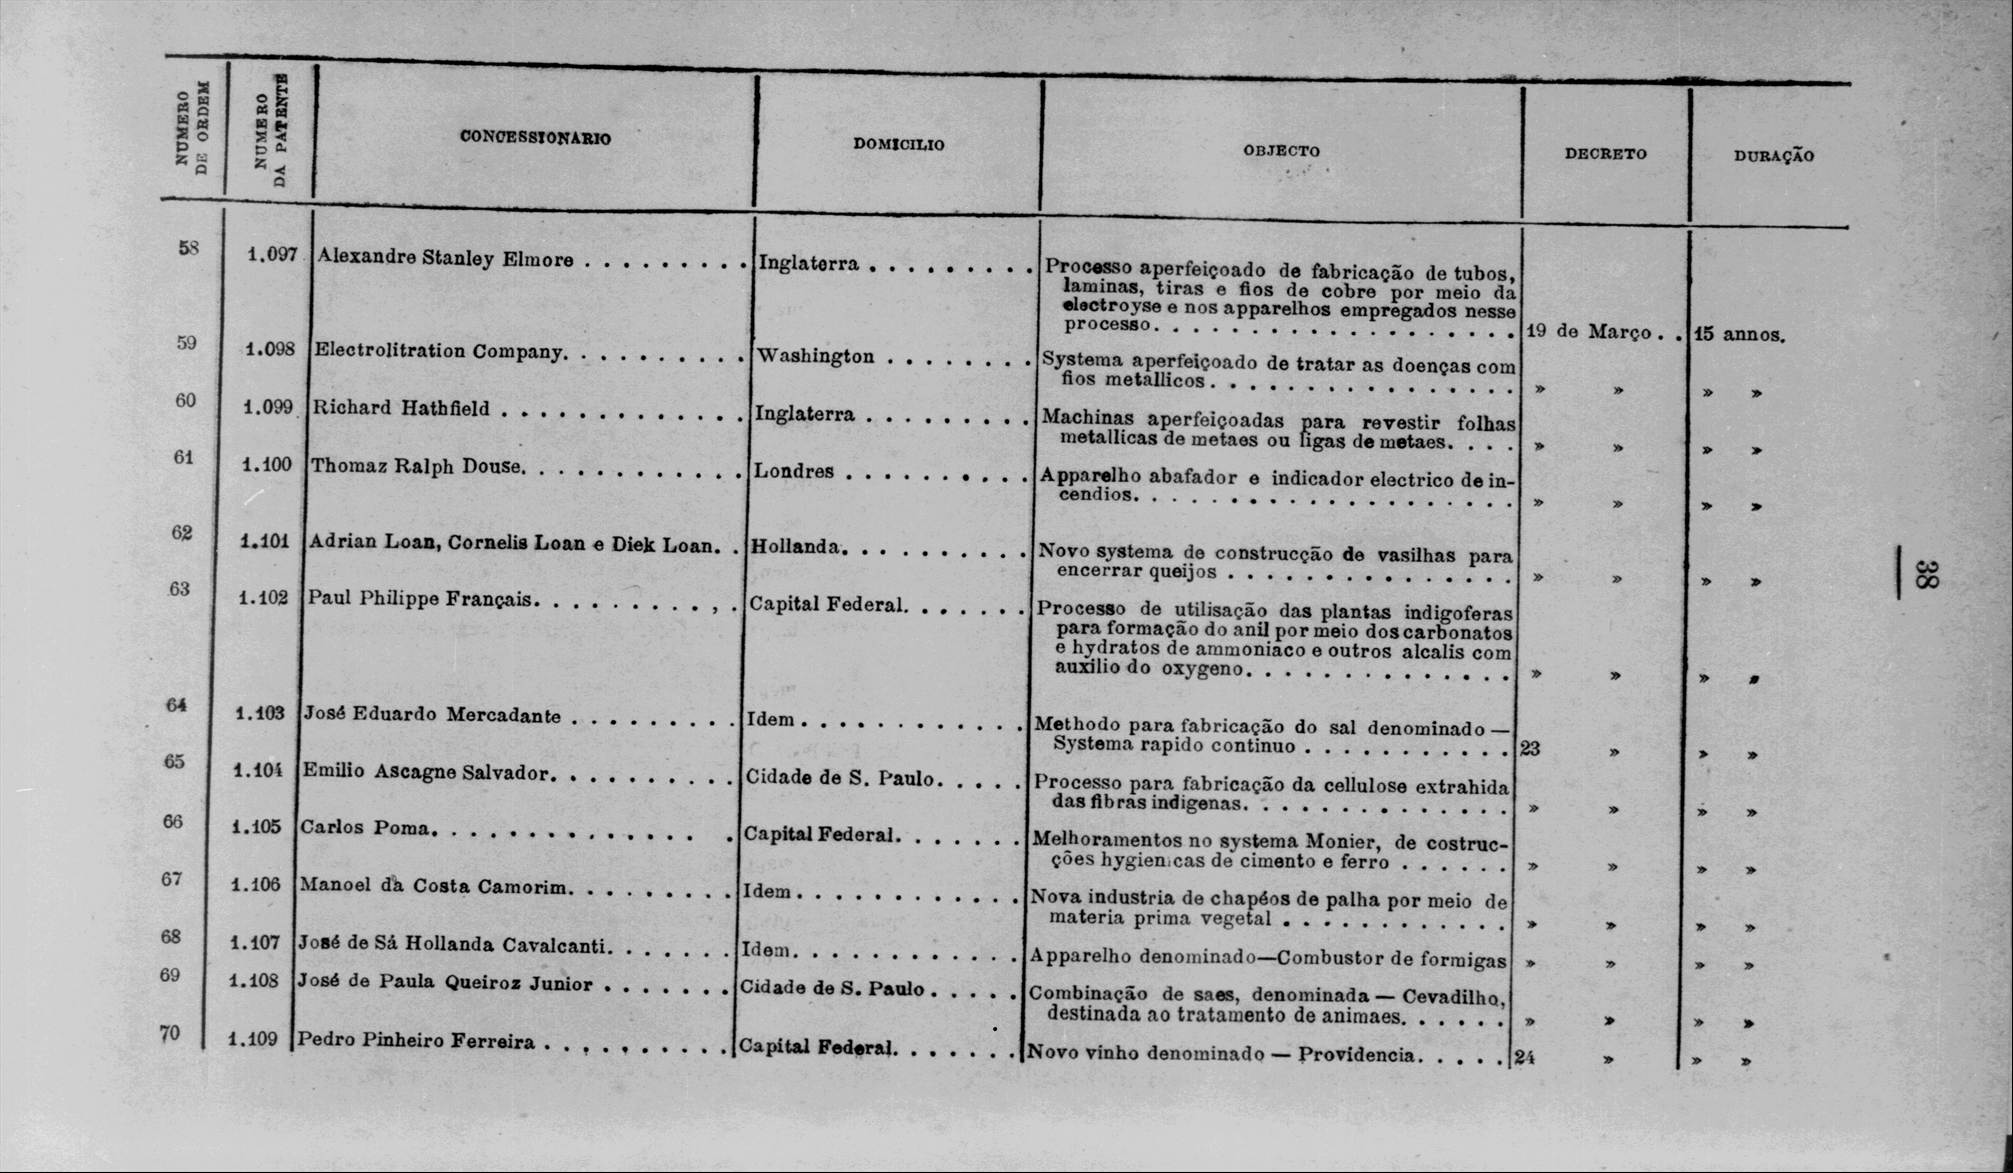 NUMERO DE ORDEM
NUMERO DA PATENTE
CONCESSIONARIO
DOMICILIO
OBJECTO
DECRETO
DURAÇÃO
58 1.097 Alexandre Stanley Elmore . . . . . . . . . Inglaterra . . . . . . . . . Processo aperfeiçoado de fabricação de tubos,
laminas, tiras e fios de cobre por meio da
electroyse e nos apparelhos empregados nesse
processo. . . . . . . . . . . . . . . . . . . 19 de Março . . 15 annos.
59 1.098 Electrolitration Company. . . . . . . . . . Washington . . . . . . . . Systema aperfeiçoado de tratar as doenças com
fios metallicos . . . . . . . . . . . . . . . . » » » »
60 1.099 Richard Hathfield . . . . . . . . . . . . . Inglaterra . . . . . . . . . Machinas aperfeiçoadas para revestir folhas
metallicas de metaes ou ligas de metaes. . . . » » » »
61 1.100 Thomaz Ralph Douse. . . . . . . . . . . . Londres . . . . . . . . . . Apparelho abafador e indicador electrico de in-
cendios. . . . . . . . . . . . . . . . . . . . » » » »
62 1.101 Adrian Loan, Cornelis Loan e Diek Loan. . Hollanda. . . . . . . . . . Novo systema de construcção de vasilhas para
encerrar queijos . . . . . . . . . . . . . . . » » » »
63 1.102 Paul Philippe Français. . . . . . . . . , . Capital Federal. . . . . . . Processo de utilisação das plantas indigoferas
para formação do anil por meio dos carbonatos
e hydratos de ammoniaco e outros alcalis com
auxilio do oxygeno. . . . . . . . . . . . . . » » » »
64 1.103 José Eduardo Mercadante . . . . . . . . . Idem . . . . . . . . . . . . Methodo para fabricação do sal denominado —
Systema rapido continuo . . . . . . . . . . . 23 » » »
65 1.104 Emilio Ascagne Salvador. . . . . . . . . . Cidade de S. Paulo. . . . . Processo para fabricação da cellulose extrahida
das fibras indigenas. . . . . . . . . . . . . . » » » »
66 1.105 Carlos Poma. . . . . . . . . . . . . . . Capital Federal. . . . . . . Melhoramentos no systema Monier, de costruc-
ções hygienicas de cimento e ferro . . . . . . » » » »
67 1.106 Manoel da Costa Camorim. . . . . . . . . Idem . . . . . . . . . . . . Nova industria de chapéos de palha por meio de
materia prima vegetal . . . . . . . . . . . . » » » »
68 1.107 José de Sá Hollanda Cavalcanti. . . . . . . Idem. . . . . . . . . . . . Apparelho denominado—Combustor de formigas » » » »
69 1.108 José de Paula Queiroz Junior . . . . . . . Cidade de S. Paulo . . . . . Combinação de saes, denominada — Cevadilho,
destinada ao tratamento de animaes. . . . . . » » » »
70 1.109 Pedro Pinheiro Ferreira . . . . . . . . . . Capital Federal. . . . . . . Novo vinho denominado — Providencia. . . . . 24 » » »
38